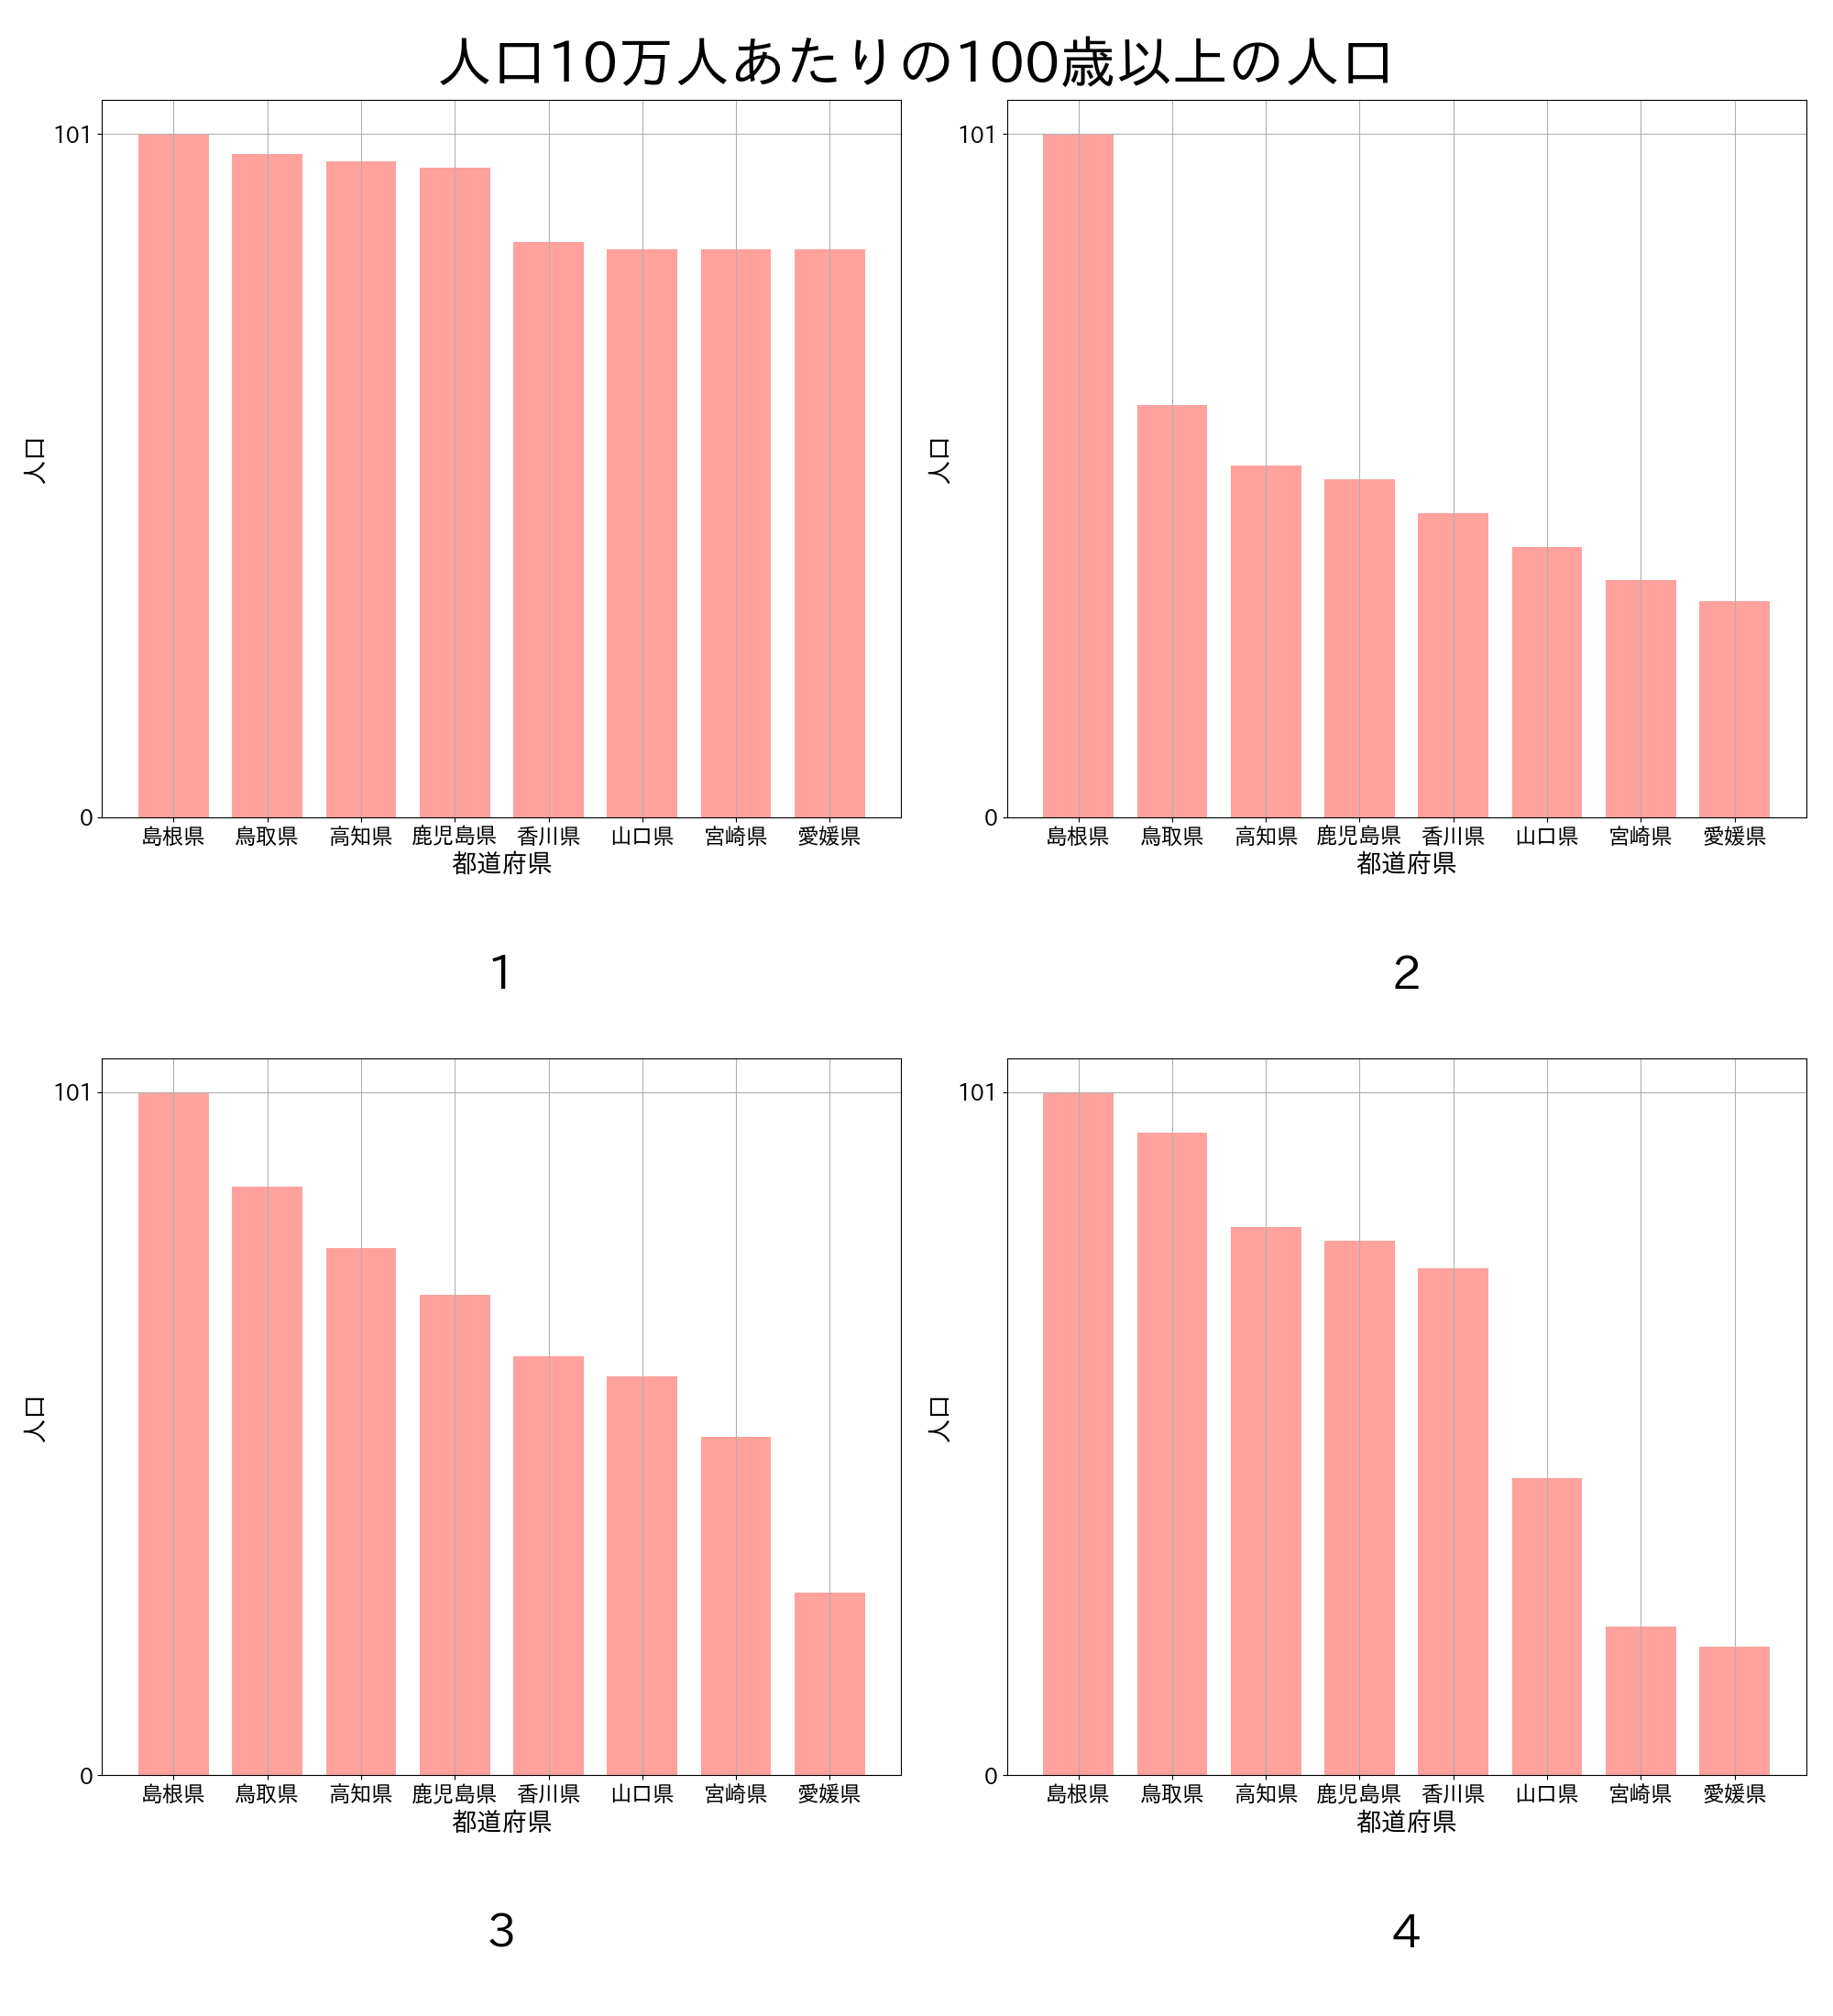 人口10万人あたりの100歳以上の人口
101
人口
0
島根県 鳥取県 高知県 鹿児島県 香川県 山口県 宮崎県 愛媛県
都道府県
1
101
人口
0
島根県 鳥取県 高知県 鹿児島県 香川県 山口県 宮崎県 愛媛県
都道府県
2
101
人口
0
島根県 鳥取県 高知県 鹿児島県 香川県 山口県 宮崎県 愛媛県
都道府県
3
101
人口
0
島根県 鳥取県 高知県 鹿児島県 香川県 山口県 宮崎県 愛媛県
都道府県
4